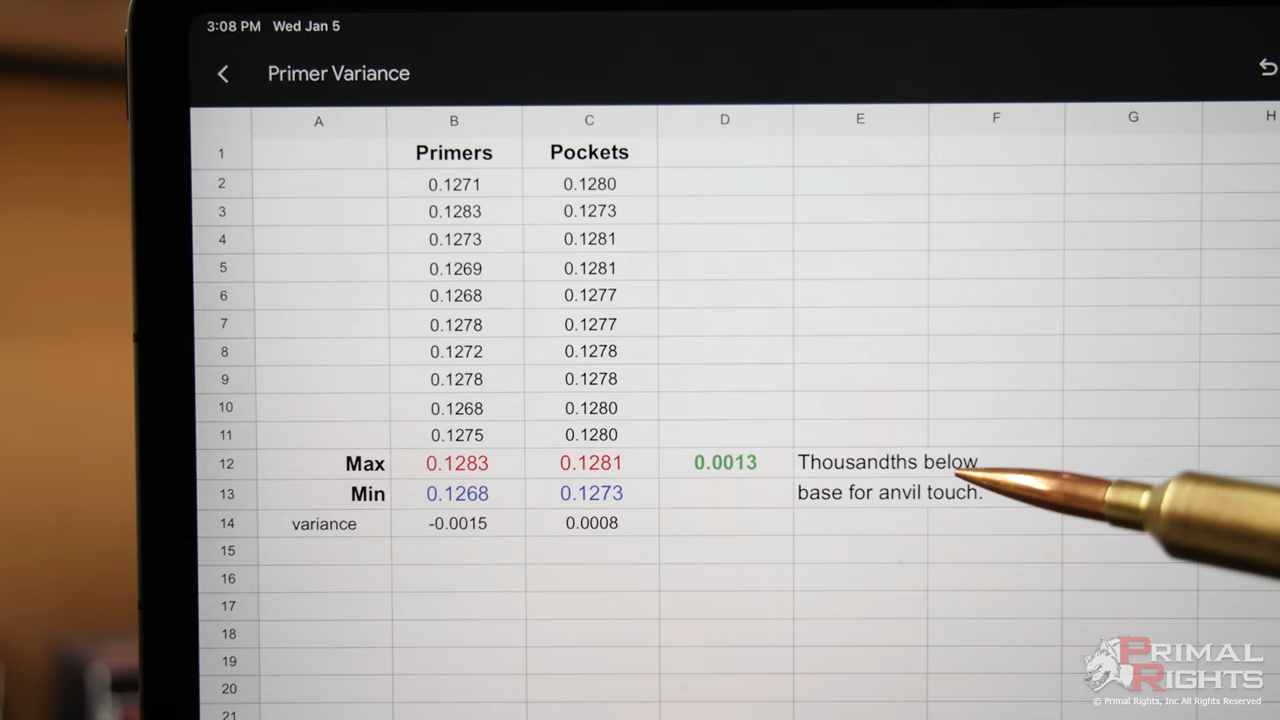 3:08 PM Wed Jan 5
Primer Variance
A B C D E F G H
1 Primers Pockets
2 0.1271 0.1280
3 0.1283 0.1273
4 0.1273 0.1281
5 0.1269 0.1281
6 0.1268 0.1277
7 0.1278 0.1277
8 0.1272 0.1278
9 0.1278 0.1278
10 0.1268 0.1280
11 0.1275 0.1280
12 Max 0.1283 0.1281 0.0013 Thousandths below
13 Min 0.1268 0.1273 base for anvil touch.
14 variance -0.0015 0.0008
15
16
17
18
19
20
21
PRIMAL
RIGHTS
© Primal Rights, Inc All Rights Reserved